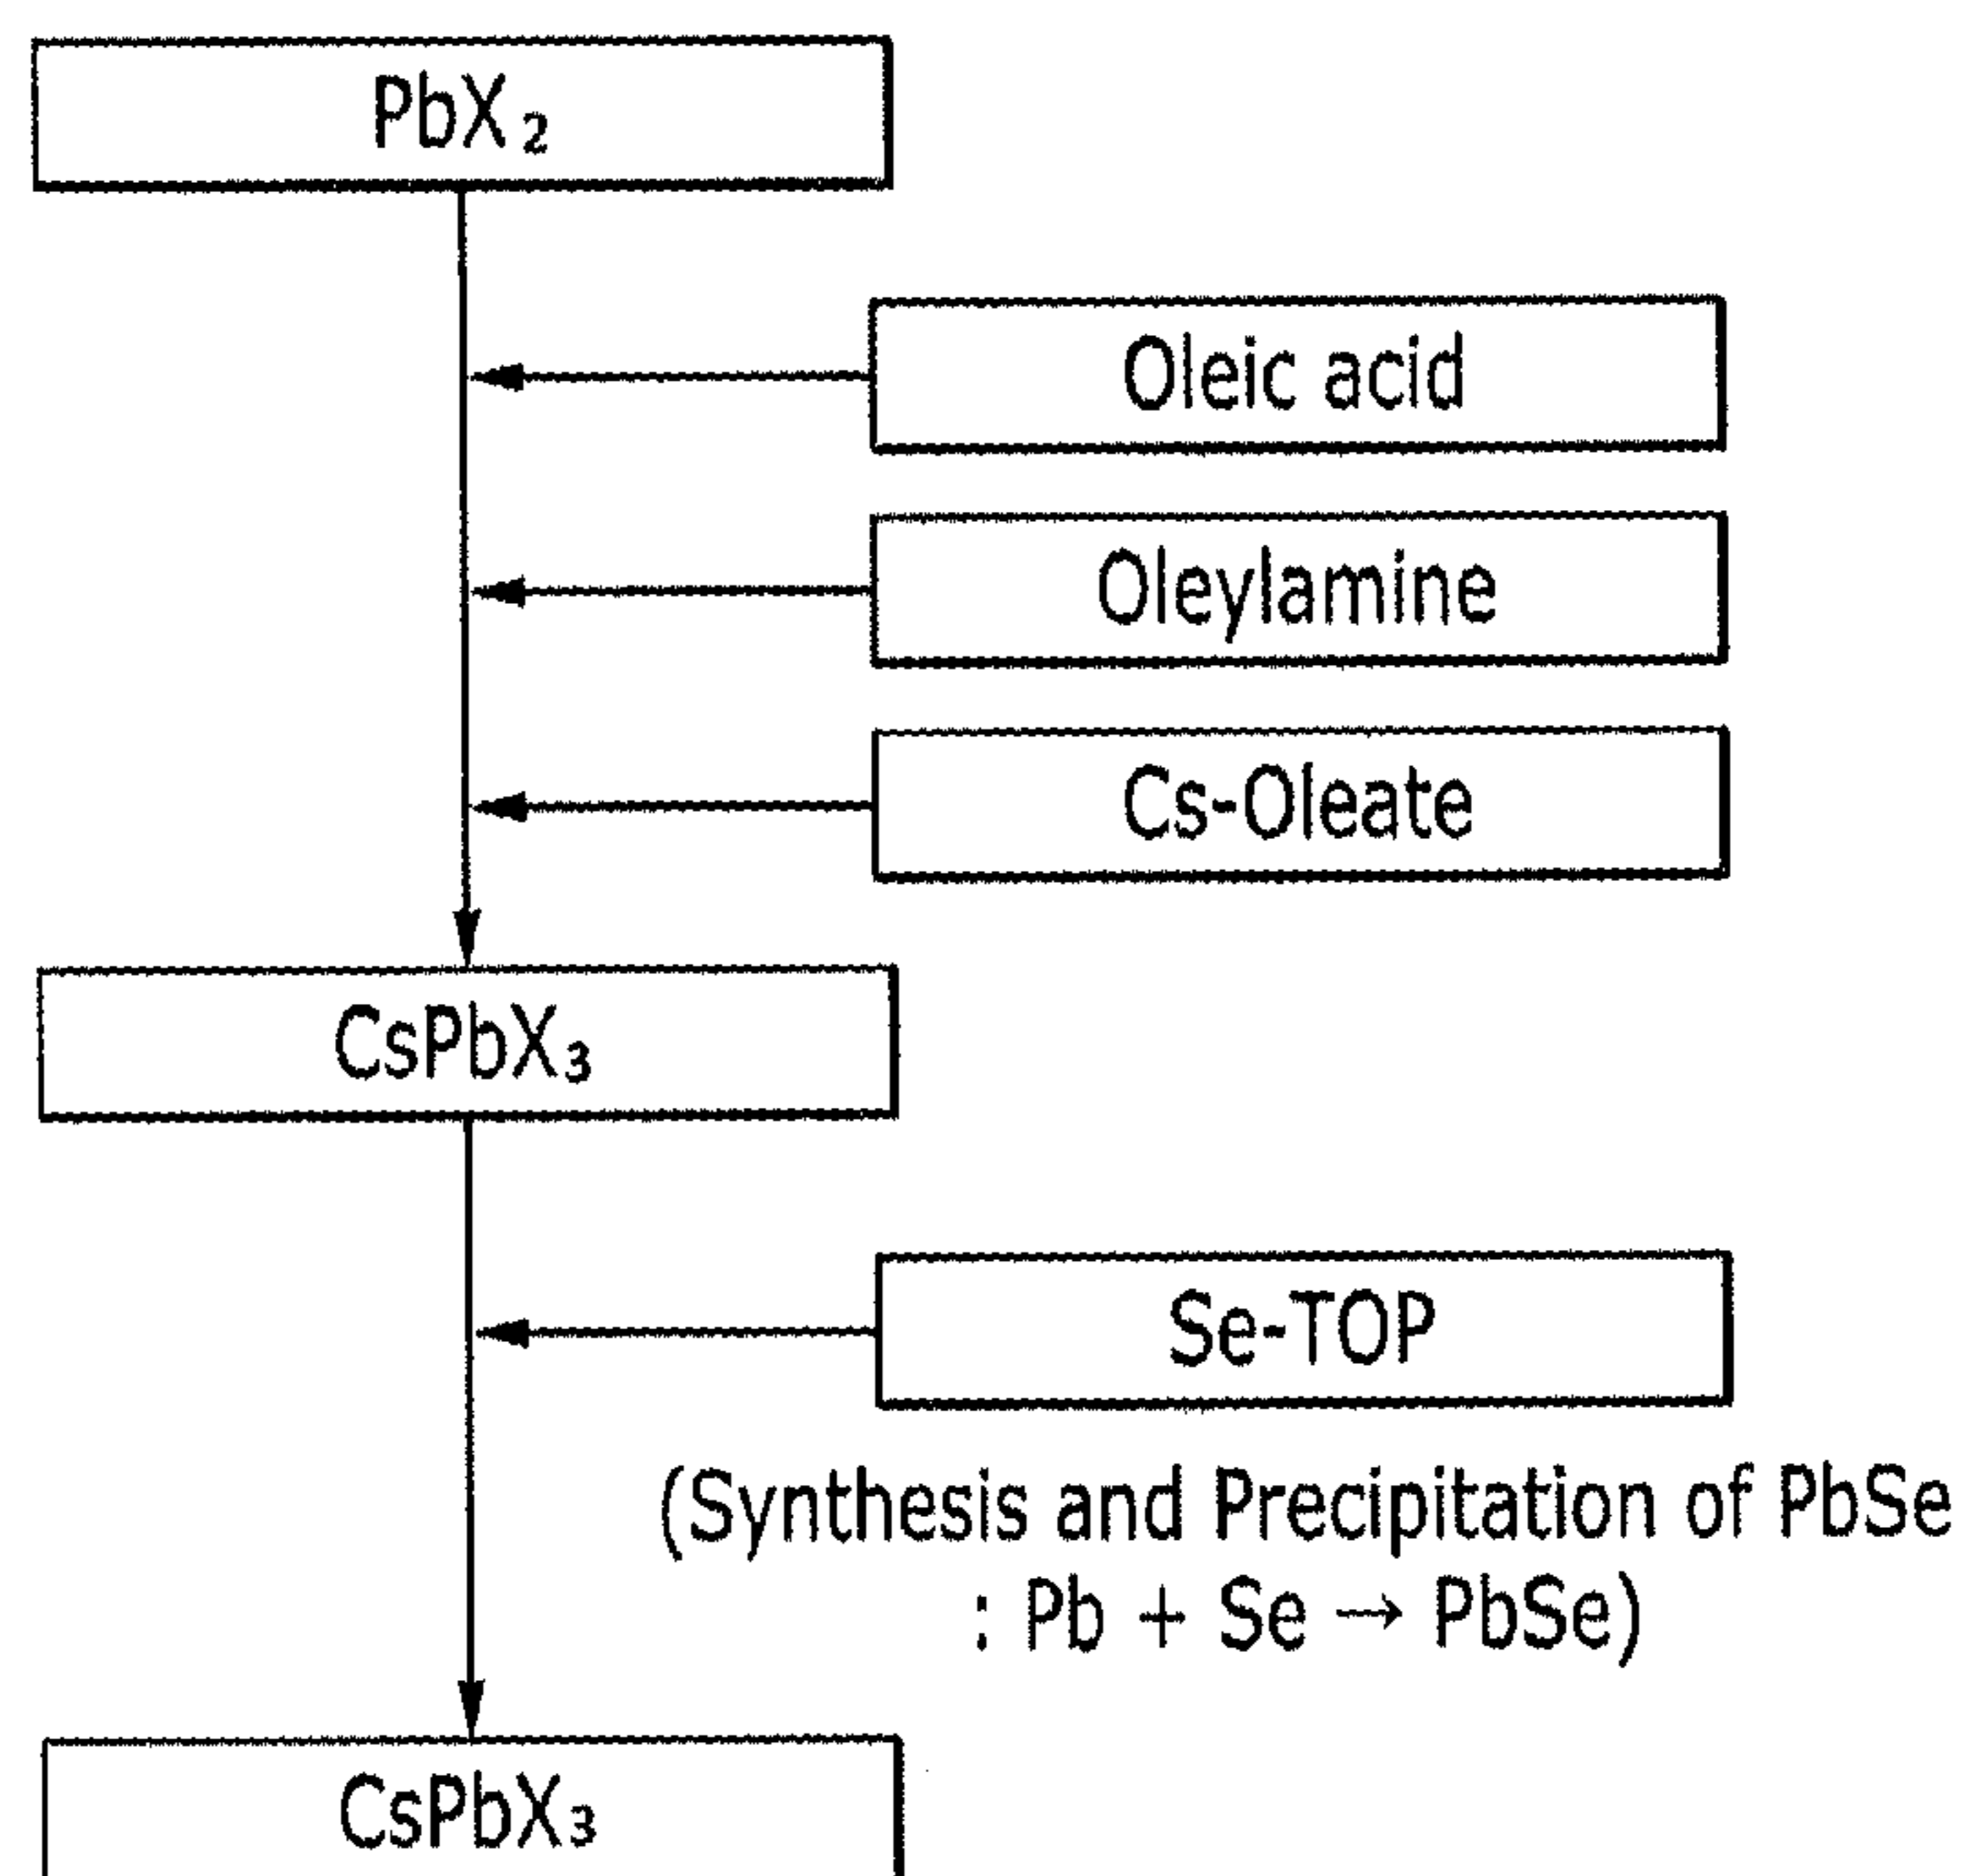 PbX₂
Oleic acid
Oleylamine
Cs-Oleate
CsPbX₃
Se-TOP
(Synthesis and Precipitation of PbSe
: Pb + Se → PbSe)
CsPbX₃